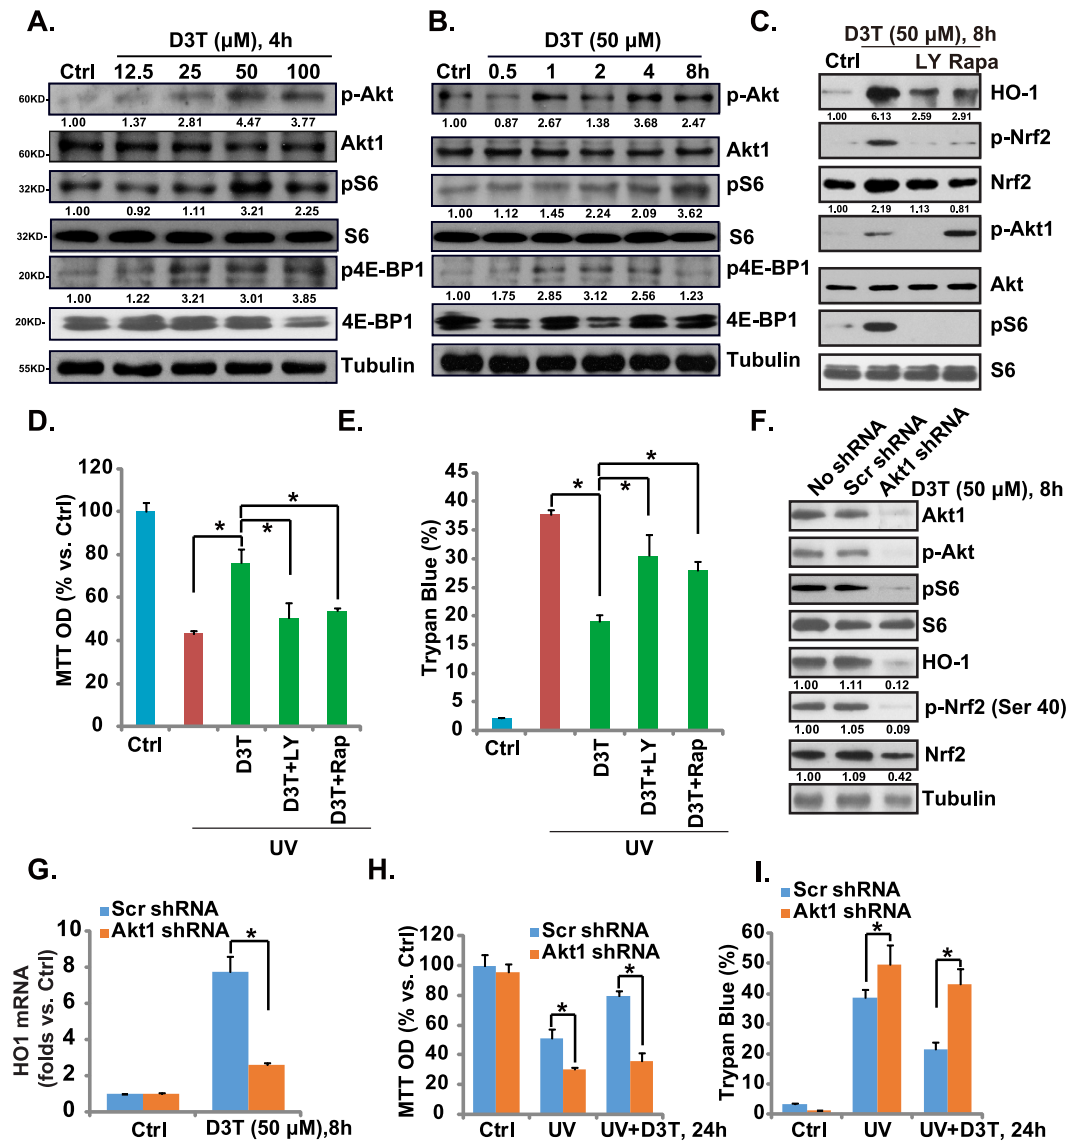 A.
D3T (µM), 4h
Ctrl 12.5 25 50 100
60KD- p-Akt
1.00 1.37 2.81 4.47 3.77
60KD- Akt1
32KD- pS6
1.00 0.92 1.11 3.21 2.25
32KD- S6
20KD- p4E-BP1
1.00 1.22 3.21 3.01 3.85
20KD- 4E-BP1
55KD- Tubulin
B.
D3T (50 µM)
Ctrl 0.5 1 2 4 8h
p-Akt
1.00 0.87 2.67 1.38 3.68 2.47
Akt1
pS6
1.00 1.12 1.45 2.24 2.09 3.62
S6
p4E-BP1
1.00 1.75 2.85 3.12 2.56 1.23
4E-BP1
Tubulin
C.
D3T (50 µM), 8h
Ctrl LY Rapa
HO-1
1.00 6.13 2.59 2.91
p-Nrf2
Nrf2
1.00 2.19 1.13 0.81
p-Akt1
Akt
pS6
S6
D.
MTT OD (% vs. Ctrl)
120
100
80
60
40
20
0
Ctrl
D3T
D3T+LY
D3T+Rap
UV
*
*
*
E.
Trypan Blue (%)
45
40
35
30
25
20
15
10
5
0
Ctrl
D3T
D3T+LY
D3T+Rap
UV
*
*
*
F.
No shRNA
Scr shRNA
Akt1 shRNA
D3T (50 µM), 8h
Akt1
p-Akt
pS6
S6
HO-1
1.00 1.11 0.12
p-Nrf2 (Ser 40)
1.00 1.05 0.09
Nrf2
1.00 1.09 0.42
Tubulin
G.
Scr shRNA
Akt1 shRNA
HO1 mRNA
(folds vs. Ctrl)
10
8
6
4
2
0
*
Ctrl D3T (50 µM),8h
H.
Scr shRNA
Akt1 shRNA
MTT OD (% vs. Ctrl)
120
100
80
60
40
20
0
*
*
Ctrl UV UV+D3T, 24h
I.
Scr shRNA
Akt1 shRNA
Trypan Blue (%)
60
50
40
30
20
10
0
*
*
Ctrl UV UV+D3T, 24h